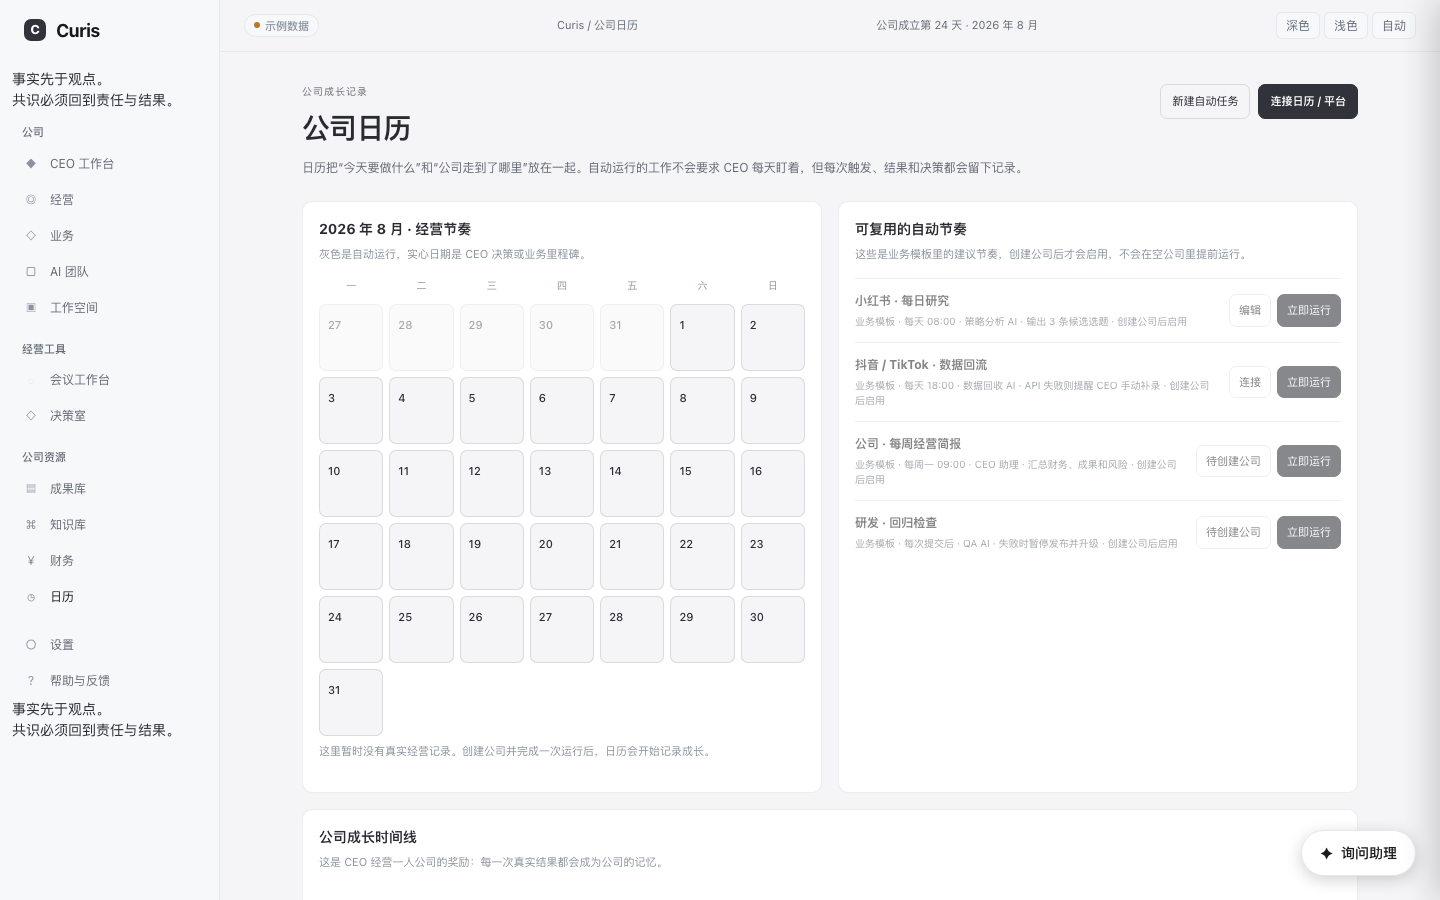 C Curis
事实先于观点。
共识必须回到责任与结果。
公司
CEO 工作台
经营
业务
AI 团队
工作空间
经营工具
会议工作台
决策室
公司资源
成果库
知识库
¥ 财务
日历
设置
? 帮助与反馈
事实先于观点。
共识必须回到责任与结果。
示例数据
Curis / 公司日历
公司成立第 24 天 · 2026 年 8 月
深色 浅色 自动
公司成长记录
公司日历
日历把“今天要做什么”和“公司走到了哪里”放在一起。自动运行的工作不会要求 CEO 每天盯着，但每次触发、结果和决策都会留下记录。
新建自动任务 连接日历 / 平台
2026 年 8 月 · 经营节奏
灰色是自动运行，实心日期是 CEO 决策或业务里程碑。
一 二 三 四 五 六 日
27 28 29 30 31 1 2
3 4 5 6 7 8 9
10 11 12 13 14 15 16
17 18 19 20 21 22 23
24 25 26 27 28 29 30
31
这里暂时没有真实经营记录。创建公司并完成一次运行后，日历会开始记录成长。
可复用的自动节奏
这些是业务模板里的建议节奏，创建公司后才会启用，不会在空公司里提前运行。
小红书 · 每日研究
业务模板 · 每天 08:00 · 策略分析 AI · 输出 3 条候选选题 · 创建公司后启用
编辑 立即运行
抖音 / TikTok · 数据回流
业务模板 · 每天 18:00 · 数据回收 AI · API 失败则提醒 CEO 手动补录 · 创建公司
后启用
连接 立即运行
公司 · 每周经营简报
业务模板 · 每周一 09:00 · CEO 助理 · 汇总财务、成果和风险 · 创建公司
后启用
待创建公司 立即运行
研发 · 回归检查
业务模板 · 每次提交后 · QA AI · 失败时暂停发布并升级 · 创建公司后启用
待创建公司 立即运行
公司成长时间线
这是 CEO 经营一人公司的奖励：每一次真实结果都会成为公司的记忆。
询问助理